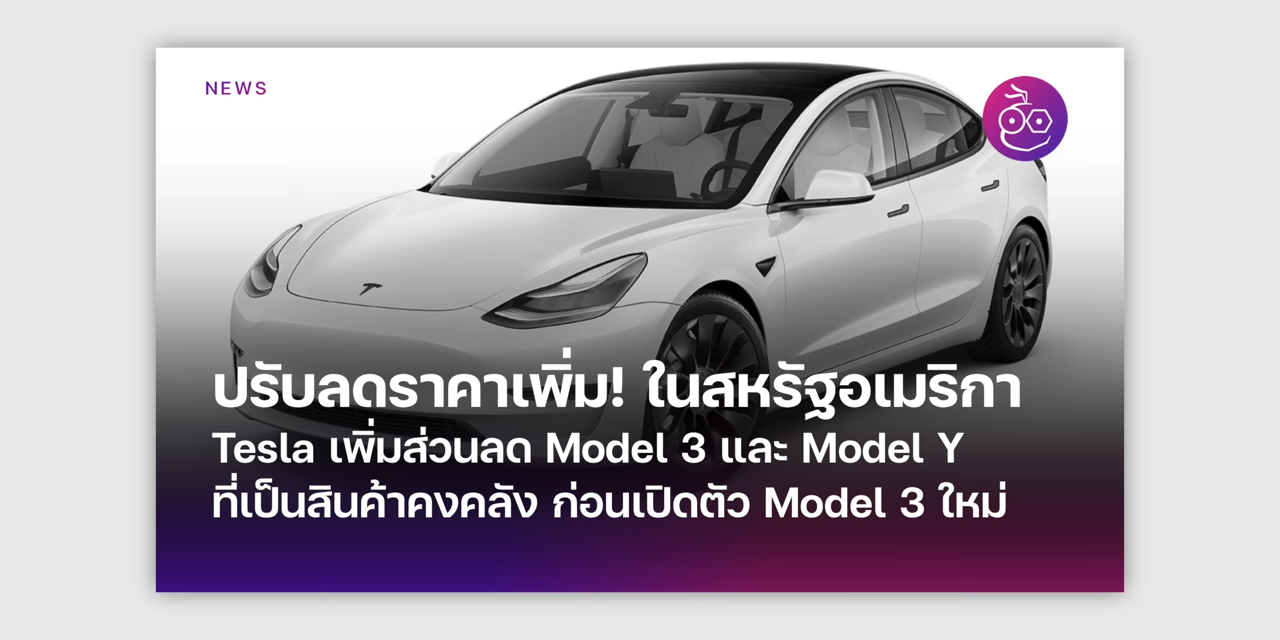 NEWS
ปรับลดราคาเพิ่ม! ในสหรัฐอเมริกา
Tesla เพิ่มส่วนลด Model 3 และ Model Y
ที่เป็นสินค้าคงคลัง ก่อนเปิดตัว Model 3 ใหม่